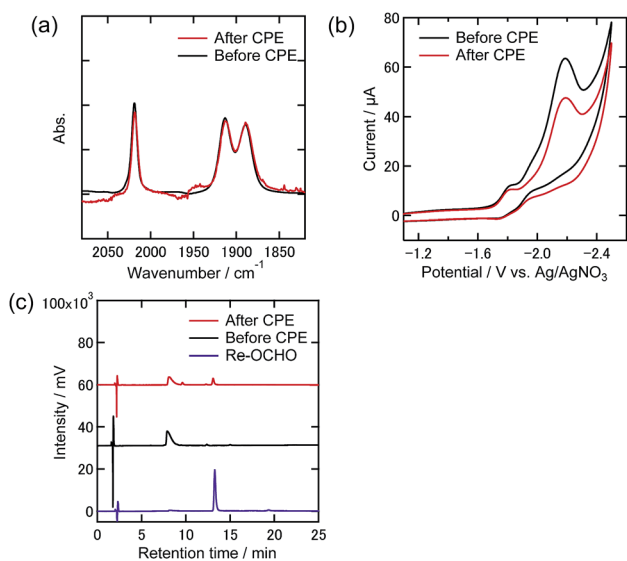 (a)
After CPE
Before CPE
Abs.
2050 2000 1950 1900 1850
Wavenumber / cm⁻¹
(b)
80
60
40
20
0
Before CPE
After CPE
Current / µA
−1.2 −1.6 −2.0 −2.4
Potential / V vs. Ag/AgNO₃
(c)
100x10³
80
60
40
20
0
After CPE
Before CPE
Re-OCHO
Intensity / mV
0 5 10 15 20 25
Retention time / min